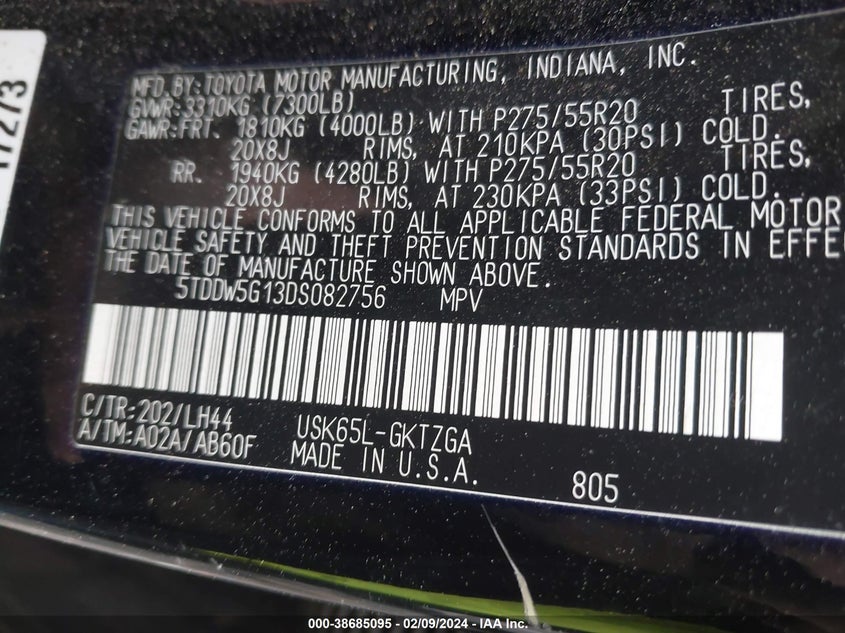 17273
MFD.BY:TOYOTA MOTOR MANUFACTURING, INDIANA, INC.
GVWR:3310KG (7300LB)
GAWR:FRT. 1810KG (4000LB) WITH P275/55R20 TIRES,
20X8J RIMS, AT 210KPA (30PSI) COLD.
RR. 1940KG (4280LB) WITH P275/55R20 TIRES,
20X8J RIMS, AT 230KPA (33PSI) COLD.
THIS VEHICLE CONFORMS TO ALL APPLICABLE FEDERAL MOTOR
VEHICLE SAFETY AND THEFT PREVENTION STANDARDS IN EFFE
THE DATE OF MANUFACTURE SHOWN ABOVE.
5TDDW5G13DS082756 MPV
C/TR:202/LH44 USK65L-GKTZGA
A/TM:A02A/AB60F MADE IN U.S.A. 805
000-38685095 - 02/09/2024 - IAA Inc.